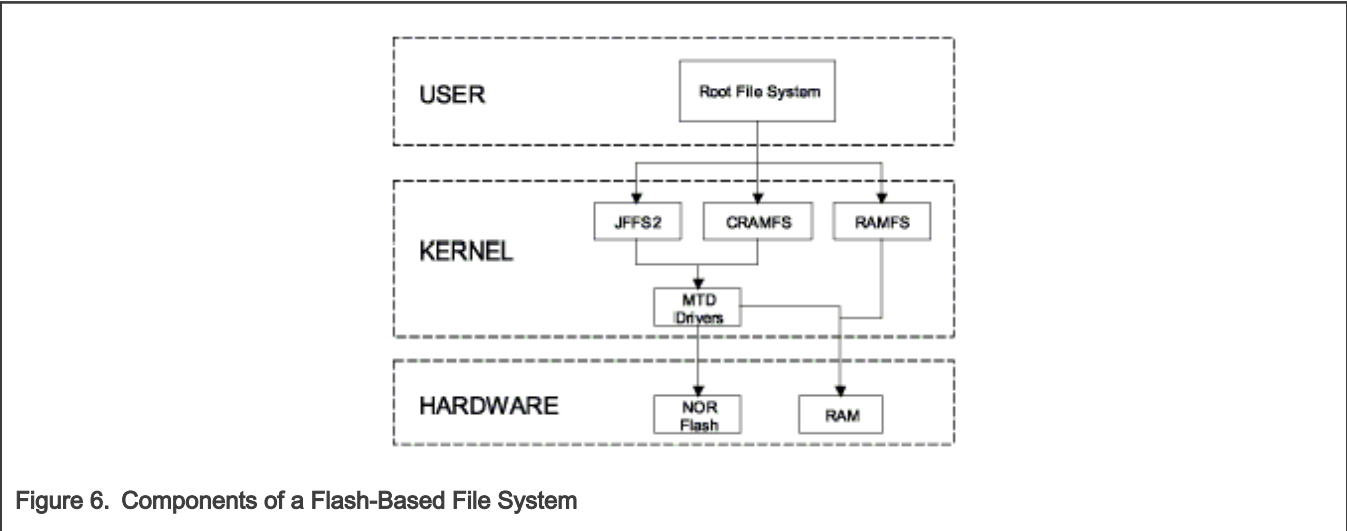 USER
Root File System
JFFS2
CRAMFS
RAMFS
KERNEL
MTD
Drivers
HARDWARE
NOR
Flash
RAM
Figure 6. Components of a Flash-Based File System